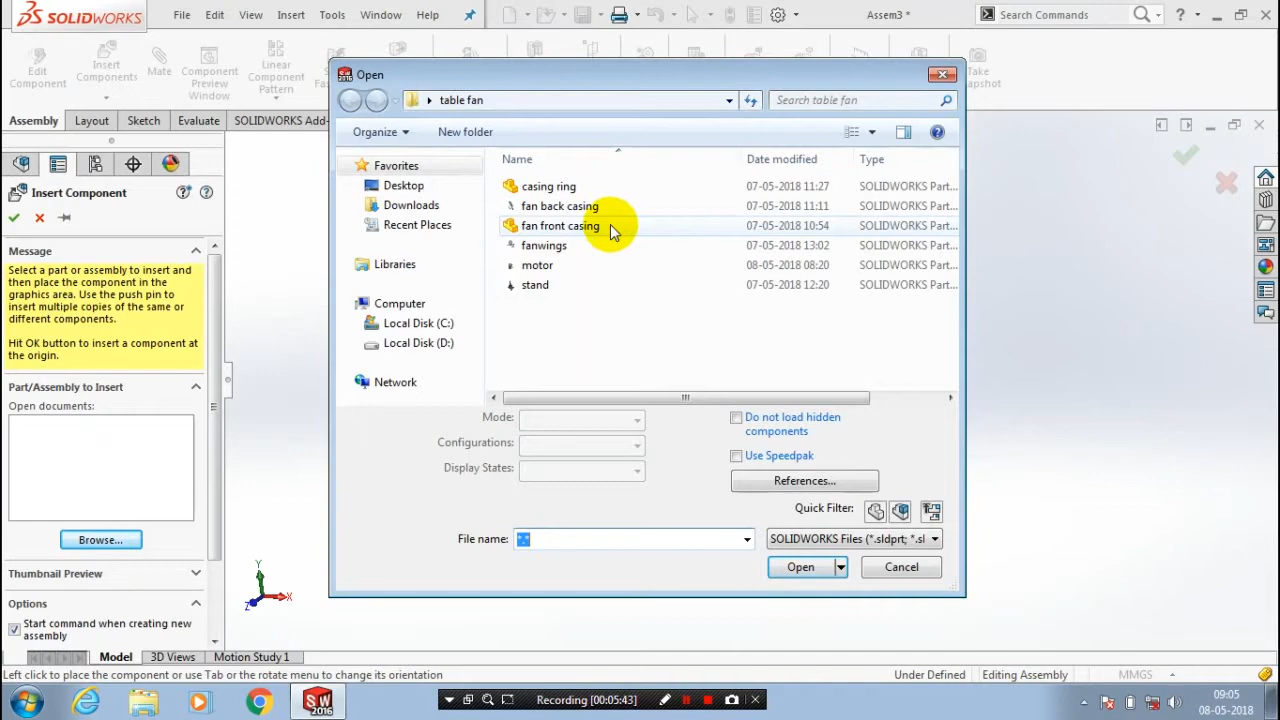 SOLIDWORKS
File Edit View Insert Tools Window Help
Assem3 *
Search Commands
Edit Component
Insert Components
Mate
Component Preview Window
Linear Component Pattern
Take
Assembly Layout Sketch Evaluate SOLIDWORKS Add-
Insert Component
Message
Select a part or assembly to insert and
then place the component in the
graphics area. Use the push pin to
insert multiple copies of the same or
different components.
Hit OK button to insert a component at
the origin.
Part/Assembly to Insert
Open documents:
Browse...
Thumbnail Preview
Options
Start command when creating new
assembly
SW 2016
Open
table fan
Search table fan
Organize
New folder
Favorites
Desktop
Downloads
Recent Places
Libraries
Computer
Local Disk (C:)
Local Disk (D:)
Network
Name Date modified Type
casing ring 07-05-2018 11:27 SOLIDWORKS Part...
fan back casing 07-05-2018 11:11 SOLIDWORKS Part...
fan front casing 07-05-2018 10:54 SOLIDWORKS Part...
fanwings 07-05-2018 13:02 SOLIDWORKS Part...
motor 08-05-2018 08:20 SOLIDWORKS Part...
stand 07-05-2018 12:20 SOLIDWORKS Part...
Mode:
Configurations:
Display States:
Do not load hidden
components
Use Speedpak
References...
Quick Filter:
File name:
SOLIDWORKS Files (*.sldprt; *.sl
Open
Cancel
Y
X
Z
Model 3D Views Motion Study 1
Left click to place the component or use Tab or the rotate menu to change its orientation
Under Defined
Editing Assembly
MMGS
SW 2016
Recording [00:05:43]
09:05
08-05-2018